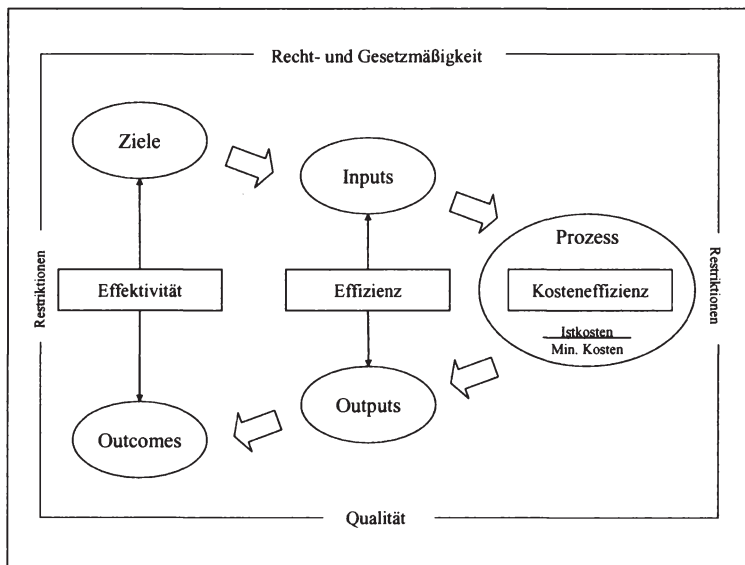 Recht- und Gesetzmäßigkeit
Ziele
Inputs
Prozess
Restriktionen
Effektivität
Effizienz
Kosteneffizienz
Istkosten
Min. Kosten
Restriktionen
Outcomes
Outputs
Qualität